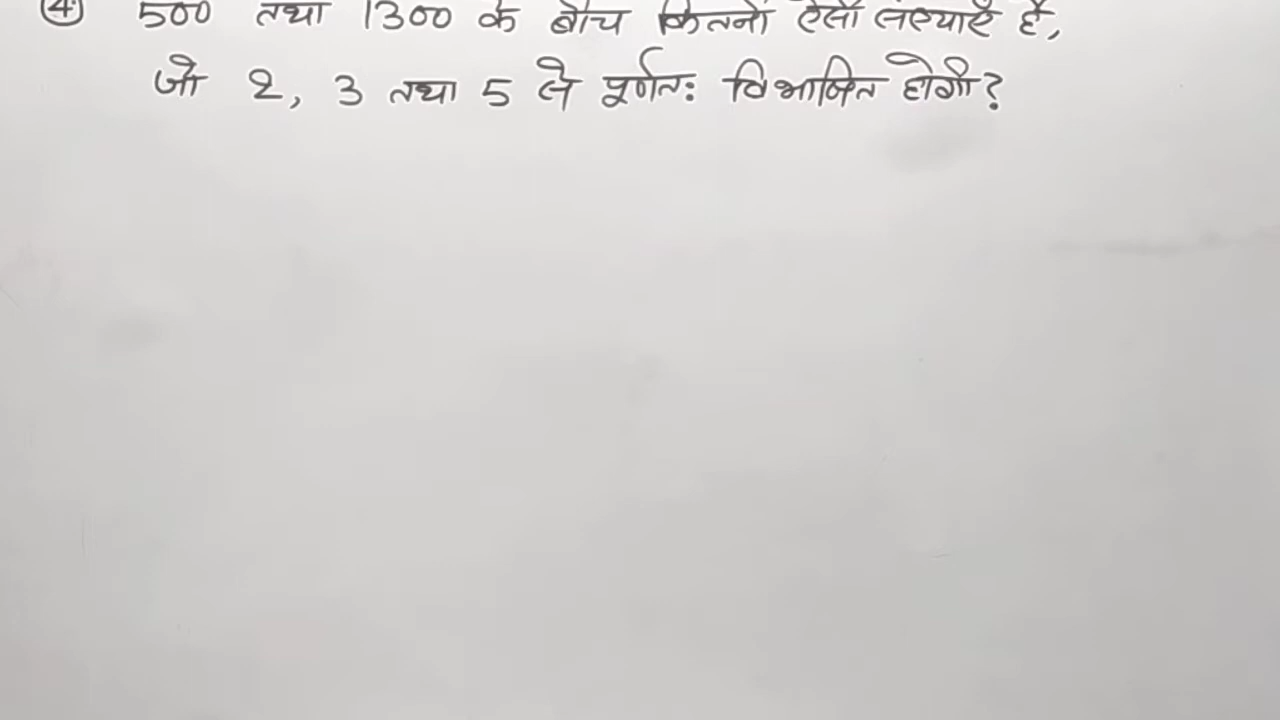 ④ 500 तथा 1300 के बीच कितनी ऐसी संख्याएँ हैं,
जो 2, 3 तथा 5 से पूर्णतः विभाजित होगी?